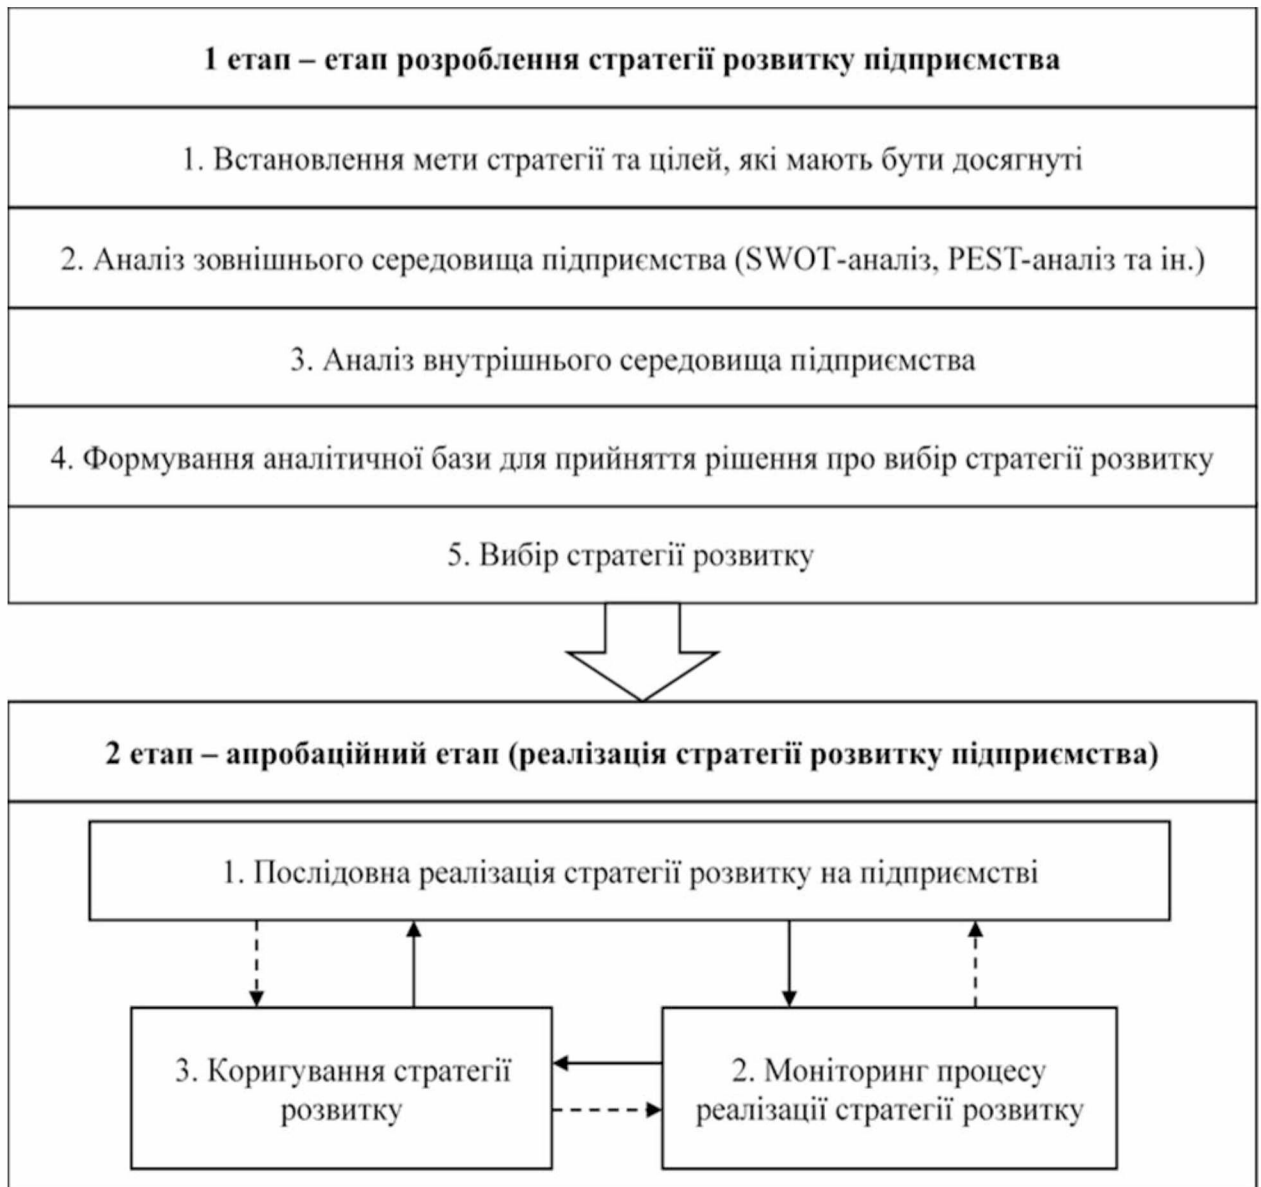 1 етап – етап розроблення стратегії розвитку підприємства
1. Встановлення мети стратегії та цілей, які мають бути досягнуті
2. Аналіз зовнішнього середовища підприємства (SWOT-аналіз, PEST-аналіз та ін.)
3. Аналіз внутрішнього середовища підприємства
4. Формування аналітичної бази для прийняття рішення про вибір стратегії розвитку
5. Вибір стратегії розвитку
2 етап – апробаційний етап (реалізація стратегії розвитку підприємства)
1. Послідовна реалізація стратегії розвитку на підприємстві
3. Коригування стратегії
розвитку
2. Моніторинг процесу
реалізації стратегії розвитку